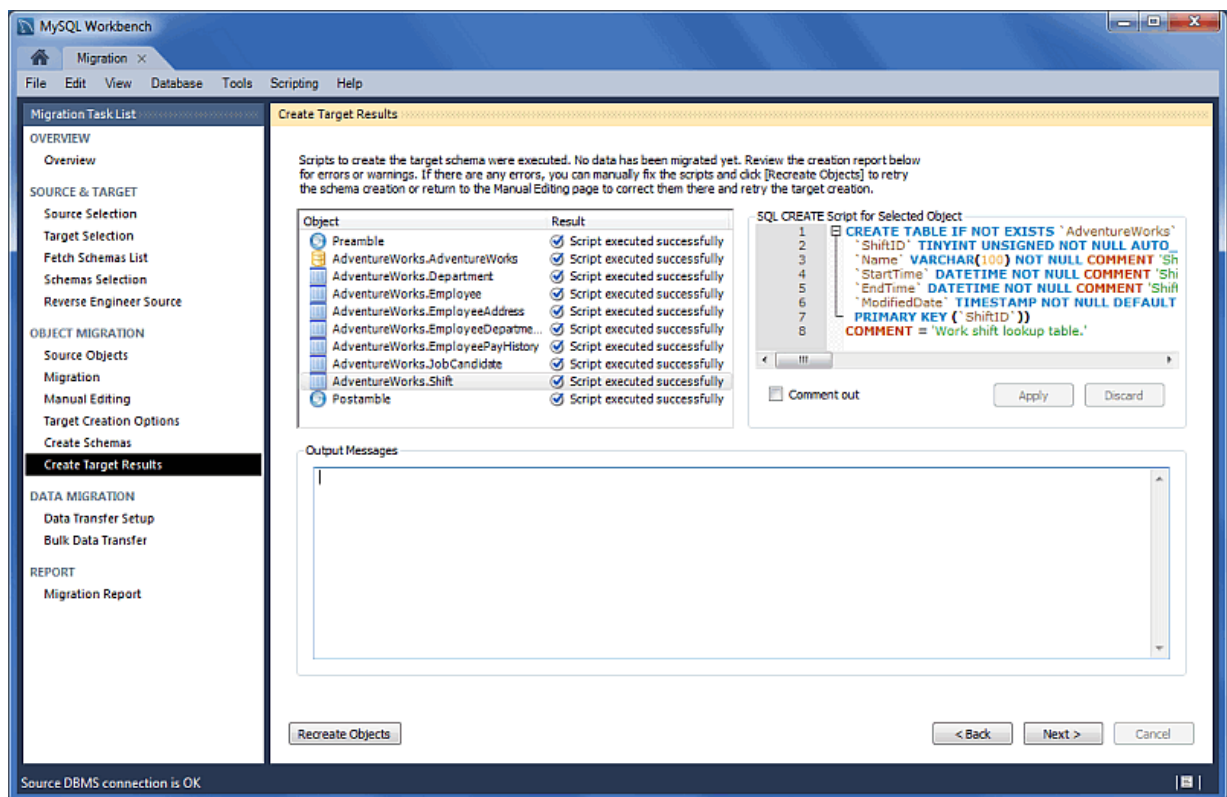 MySQL Workbench
Migration ×
File Edit View Database Tools Scripting Help
Migration Task List
OVERVIEW
Overview
SOURCE & TARGET
Source Selection
Target Selection
Fetch Schemas List
Schemas Selection
Reverse Engineer Source
OBJECT MIGRATION
Source Objects
Migration
Manual Editing
Target Creation Options
Create Schemas
Create Target Results
DATA MIGRATION
Data Transfer Setup
Bulk Data Transfer
REPORT
Migration Report
Create Target Results
Scripts to create the target schema were executed. No data has been migrated yet. Review the creation report below
for errors or warnings. If there are any errors, you can manually fix the scripts and click [Recreate Objects] to retry
the schema creation or return to the Manual Editing page to correct them there and retry the target creation.
Object Result
Preamble Script executed successfully
AdventureWorks.AdventureWorks Script executed successfully
AdventureWorks.Department Script executed successfully
AdventureWorks.Employee Script executed successfully
AdventureWorks.EmployeeAddress Script executed successfully
AdventureWorks.EmployeeDepartme... Script executed successfully
AdventureWorks.EmployeePayHistory Script executed successfully
AdventureWorks.JobCandidate Script executed successfully
AdventureWorks.Shift Script executed successfully
Postamble Script executed successfully
SQL CREATE Script for Selected Object
1 CREATE TABLE IF NOT EXISTS `AdventureWorks`
2 `ShiftID` TINYINT UNSIGNED NOT NULL AUTO_
3 `Name` VARCHAR(100) NOT NULL COMMENT 'Sh
4 `StartTime` DATETIME NOT NULL COMMENT 'Shi
5 `EndTime` DATETIME NOT NULL COMMENT 'Shift
6 `ModifiedDate` TIMESTAMP NOT NULL DEFAULT
7 PRIMARY KEY (`ShiftID`))
8 COMMENT = 'Work shift lookup table.'
Comment out Apply Discard
Output Messages
Recreate Objects < Back Next > Cancel
Source DBMS connection is OK